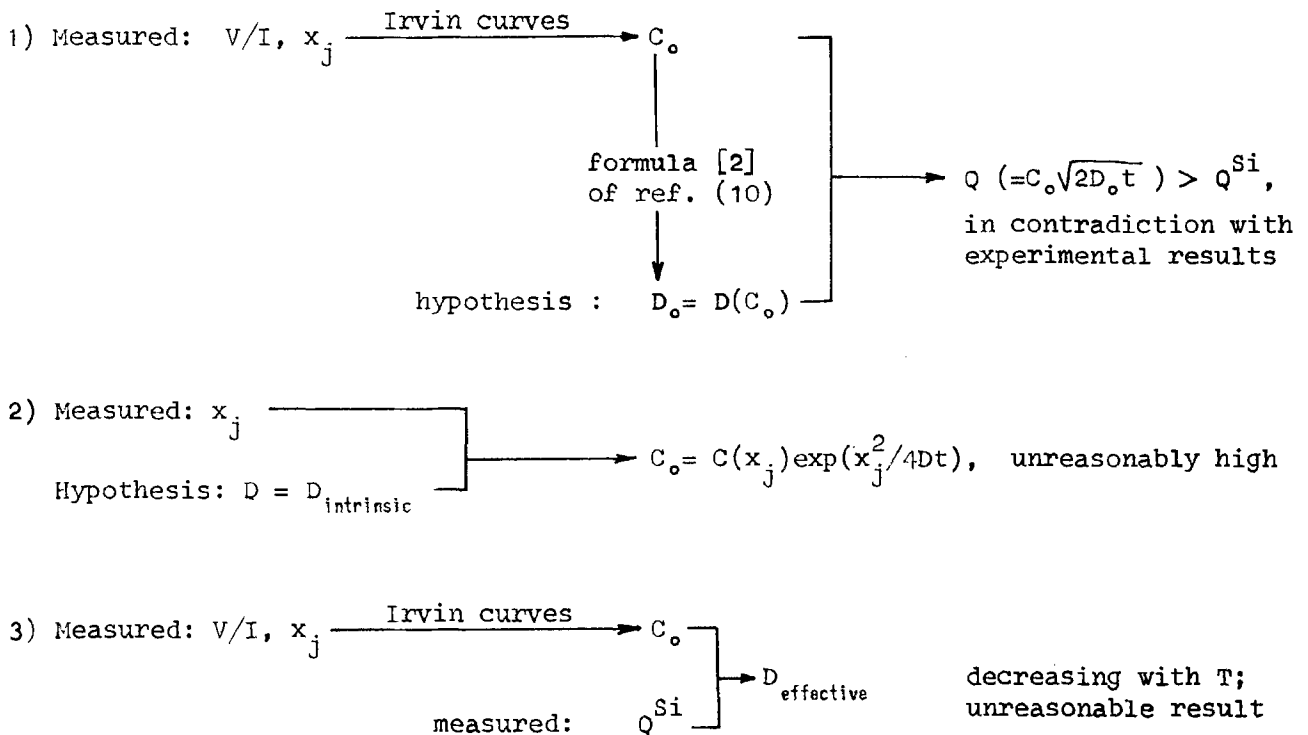 1) Measured: V/I, x_j Irvin curves C_o
formula [2]
of ref. (10)
Q (=C_o√2D_ot ) > Q^Si,
in contradiction with
experimental results
hypothesis : D_o= D(C_o)
2) Measured: x_j
C_o= C(x_j)exp(x_j^2/4Dt), unreasonably high
Hypothesis: D = D_intrinsic
3) Measured: V/I, x_j Irvin curves C_o
D_effective decreasing with T;
unreasonable result
measured: Q^Si